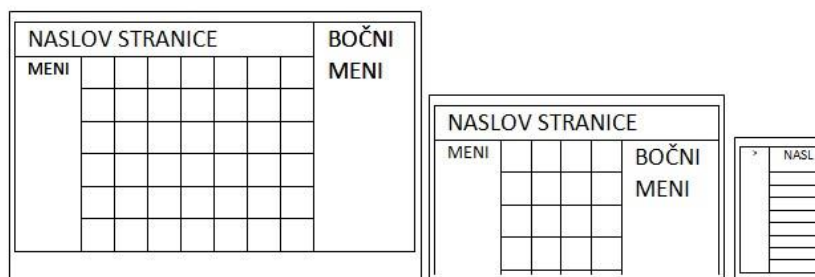 NASLOV STRANICE
BOČNI
MENI
MENI
NASLOV STRANICE
MENI
BOČNI
MENI
>
NASL